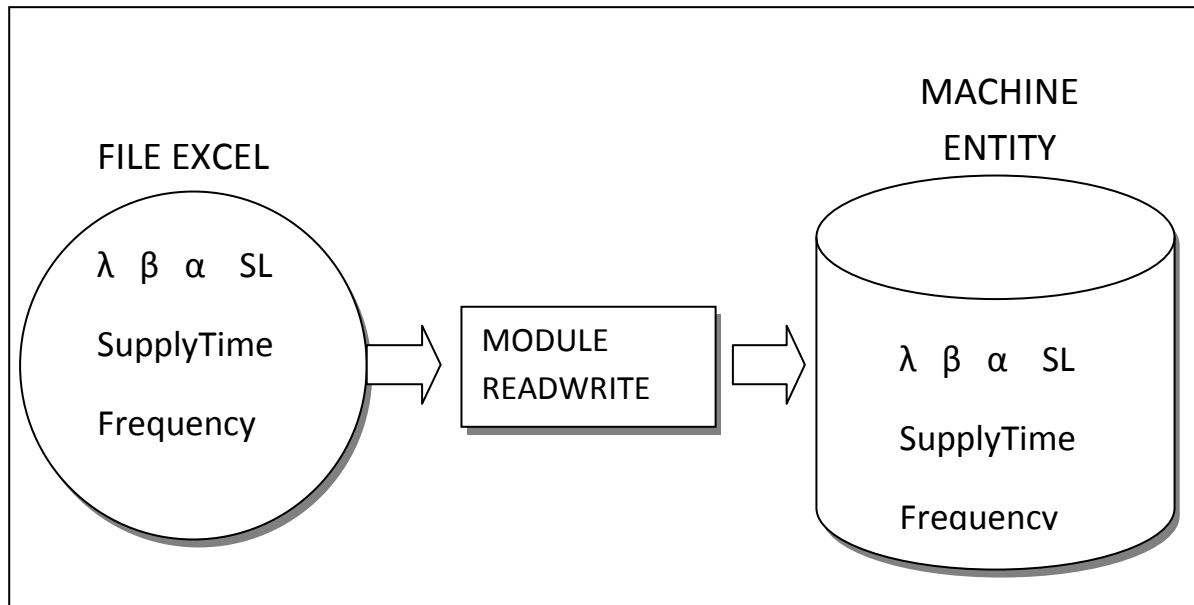 FILE EXCEL
λ β α SL
SupplyTime
Frequency
MODULE
READWRITE
MACHINE
ENTITY
λ β α SL
SupplyTime
Frequency